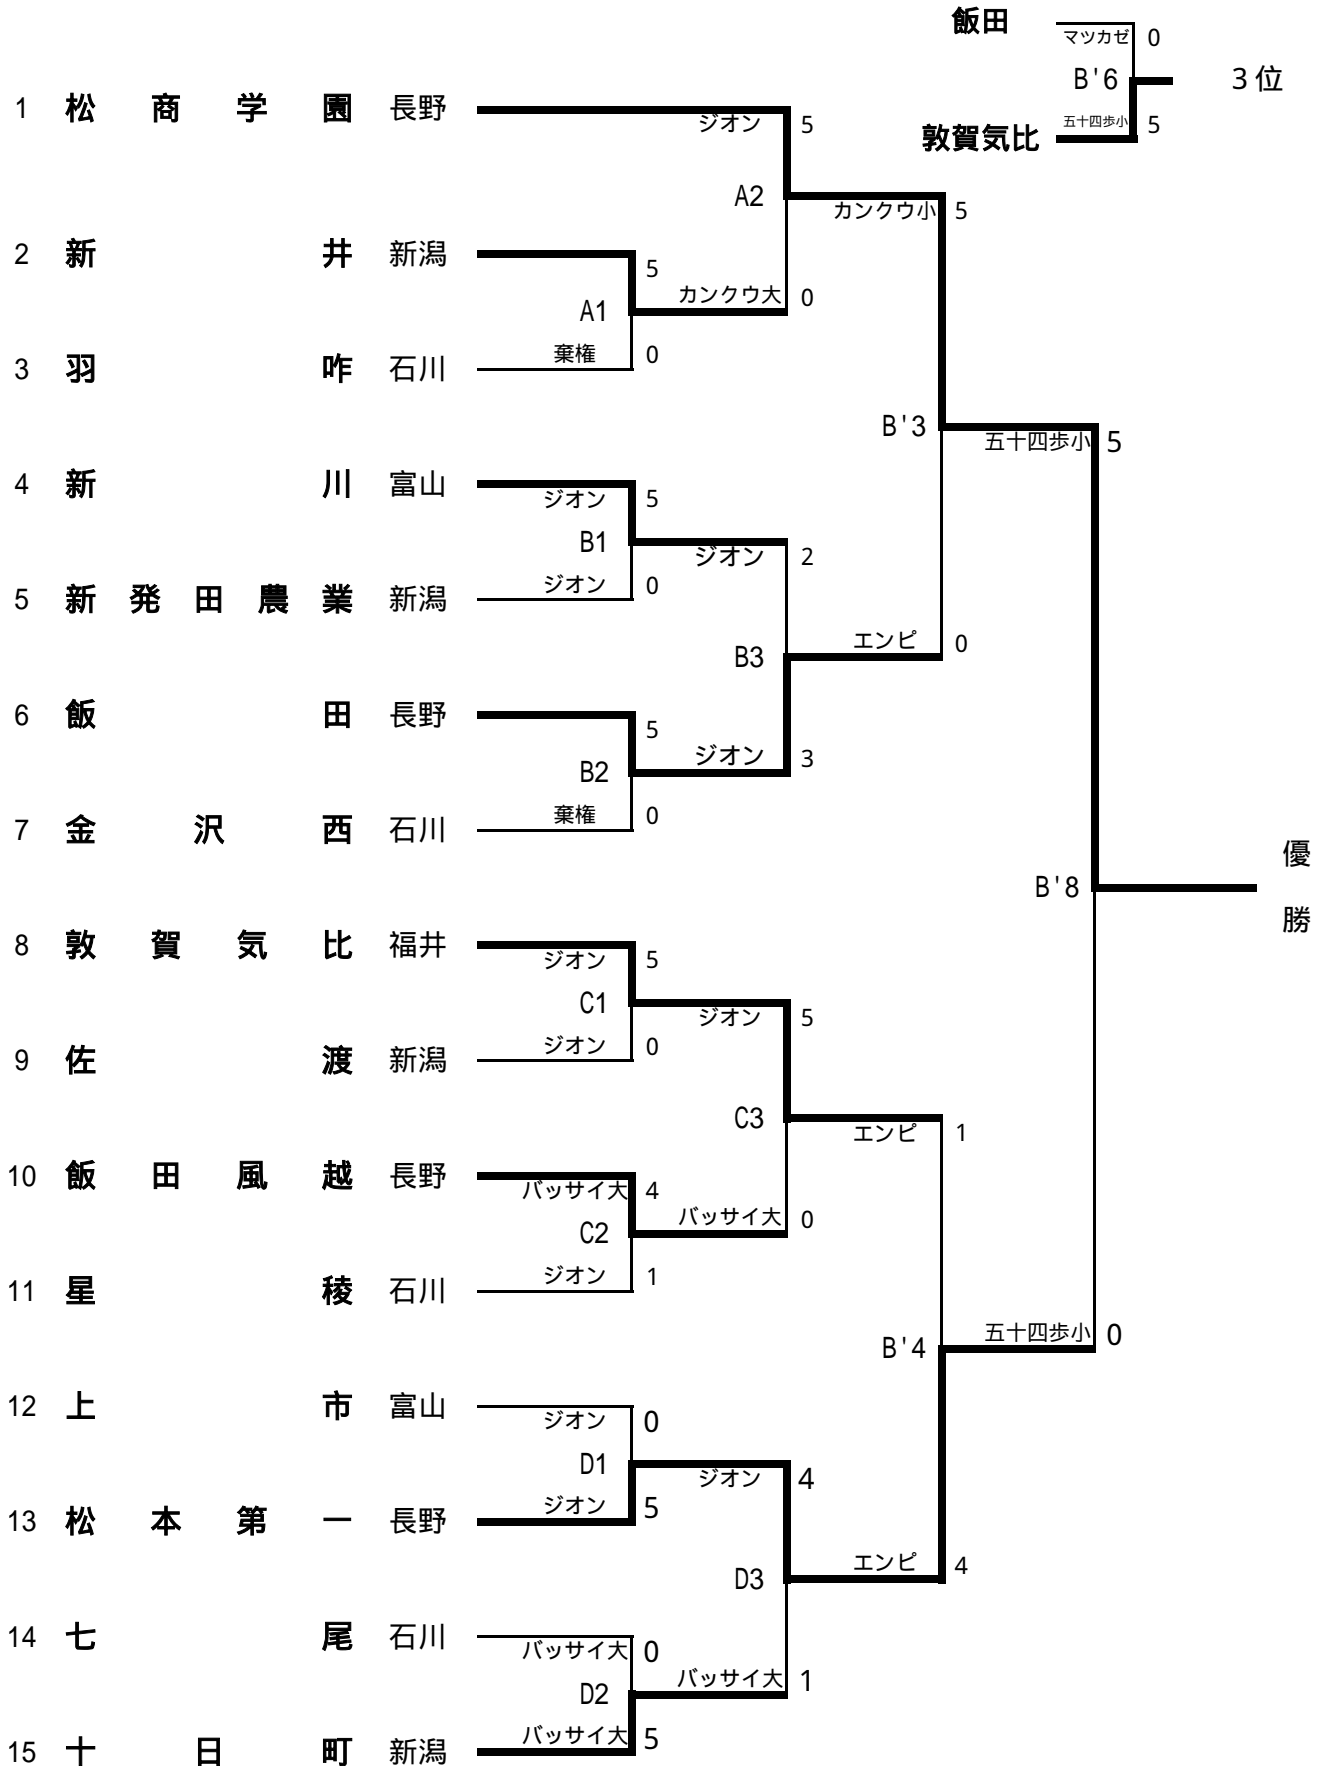 飯田
マツカゼ 0
B'6 3位
敦賀気比 五十四歩小 5
1 松商学園 長野
ジオン 5
A2
カンクウ小 5
2 新井 新潟
5
カンクウ大 0
A1
棄権 0
3 羽咋 石川
B'3
五十四歩小 5
4 新川 富山
ジオン 5
B1
ジオン 2
ジオン 0
5 新発田農業 新潟
エンピ 0
B3
6 飯田 長野
5
ジオン 3
B2
棄権 0
7 金沢西 石川
優
B'8
勝
8 敦賀気比 福井
ジオン 5
C1
ジオン 5
ジオン 0
9 佐渡 新潟
C3
エンピ 1
10 飯田風越 長野
バッサイ大 4
バッサイ大 0
C2
ジオン 1
11 星稜 石川
五十四歩小 0
B'4
12 上市 富山
ジオン 0
D1
ジオン 4
ジオン 5
13 松本第一 長野
エンピ 4
D3
14 七尾 石川
バッサイ大 0
バッサイ大 1
D2
バッサイ大 5
15 十日町 新潟